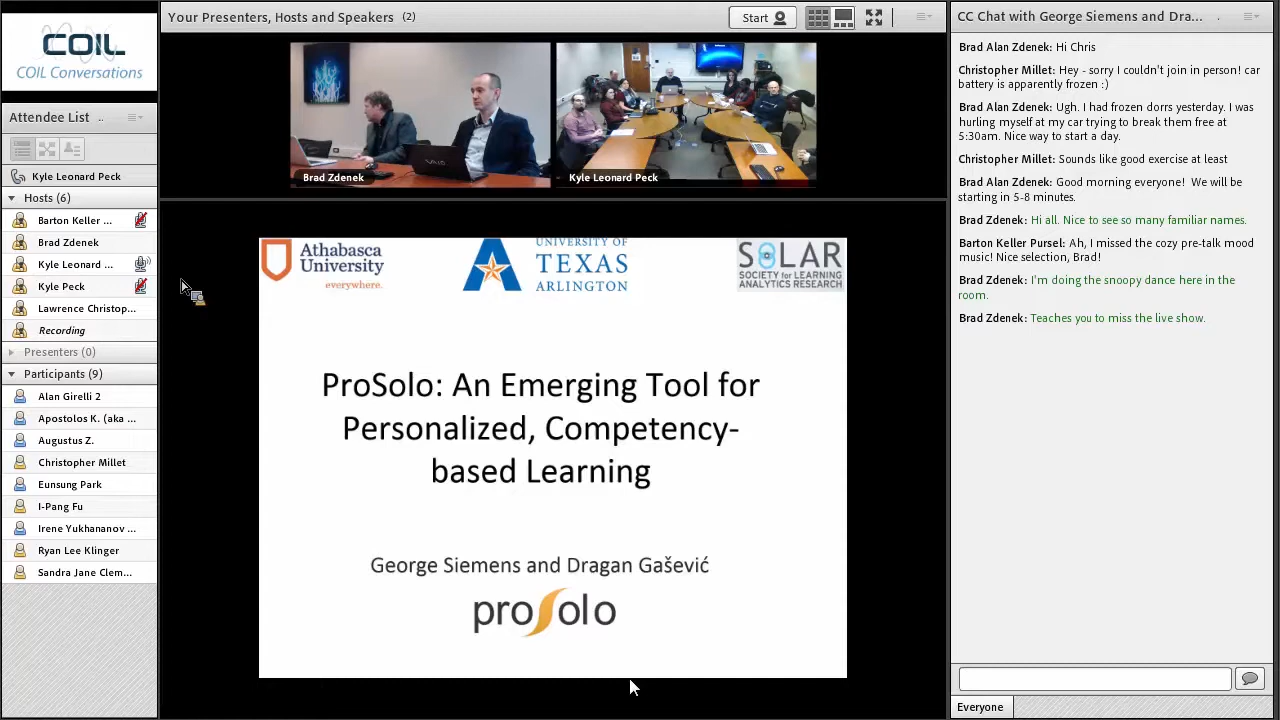 COIL
COIL Conversations
Attendee List ..
Kyle Leonard Peck
Hosts (6)
Barton Keller ...
Brad Zdenek
Kyle Leonard ...
Kyle Peck
Lawrence Christop...
Recording
Presenters (0)
Participants (9)
Alan Girelli 2
Apostolos K. (aka ...
Augustus Z.
Christopher Millet
Eunsung Park
I-Pang Fu
Irene Yukhananov ...
Ryan Lee Klinger
Sandra Jane Clem...
Your Presenters, Hosts and Speakers (2)
Start
VAIO
Brad Zdenek
Kyle Leonard Peck
Athabasca
University
everywhere.
UNIVERSITY OF
TEXAS
ARLINGTON
SOLAR
SOCIETY for LEARNING
ANALYTICS RESEARCH
ProSolo: An Emerging Tool for
Personalized, Competency-
based Learning
George Siemens and Dragan Gašević
proSolo
CC Chat with George Siemens and Dra... .
Brad Alan Zdenek: Hi Chris
Christopher Millet: Hey - sorry I couldn't join in person! car
battery is apparently frozen :)
Brad Alan Zdenek: Ugh. I had frozen dorrs yesterday. I was
hurling myself at my car trying to break them free at
5:30am. Nice way to start a day.
Christopher Millet: Sounds like good exercise at least
Brad Alan Zdenek: Good morning everyone! We will be
starting in 5-8 minutes.
Brad Zdenek: Hi all. Nice to see so many familiar names.
Barton Keller Pursel: Ah, I missed the cozy pre-talk mood
music! Nice selection, Brad!
Brad Zdenek: I'm doing the snoopy dance here in the
room.
Brad Zdenek: Teaches you to miss the live show.
Everyone